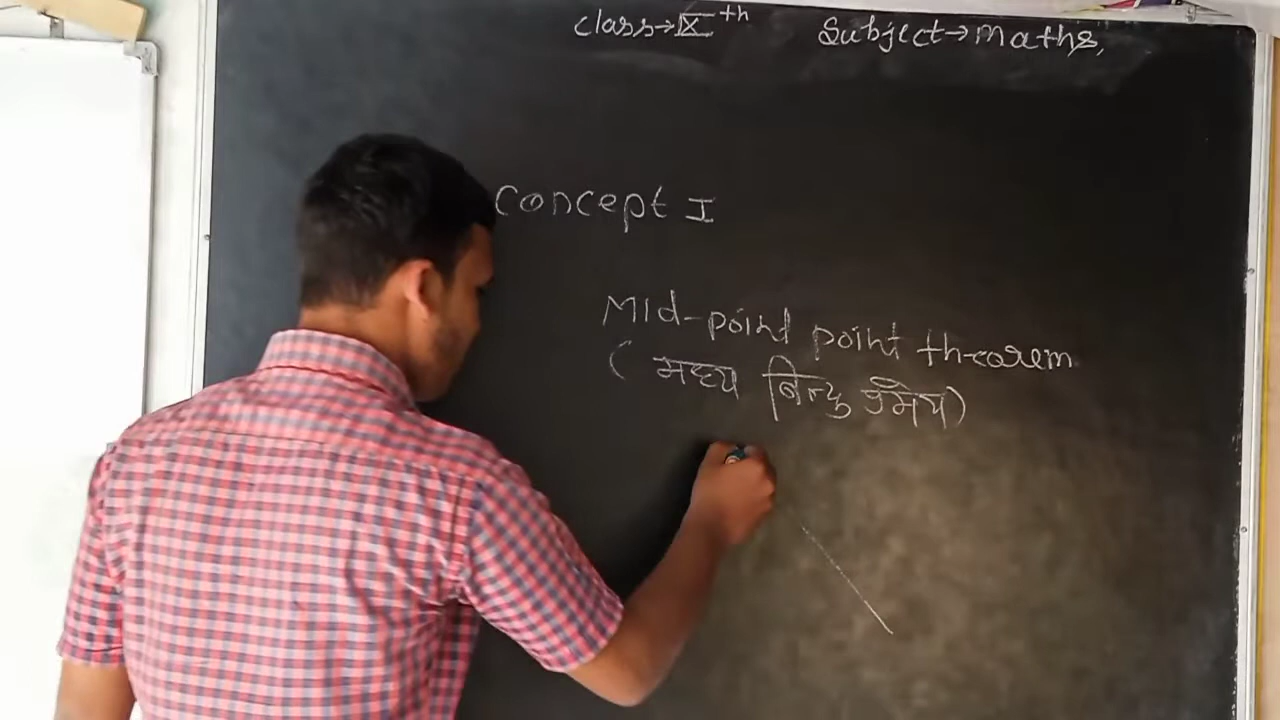 class→IX th Subject→maths,
Concept I
Mid-point point theorem
(मध्य बिन्दु प्रमेय)